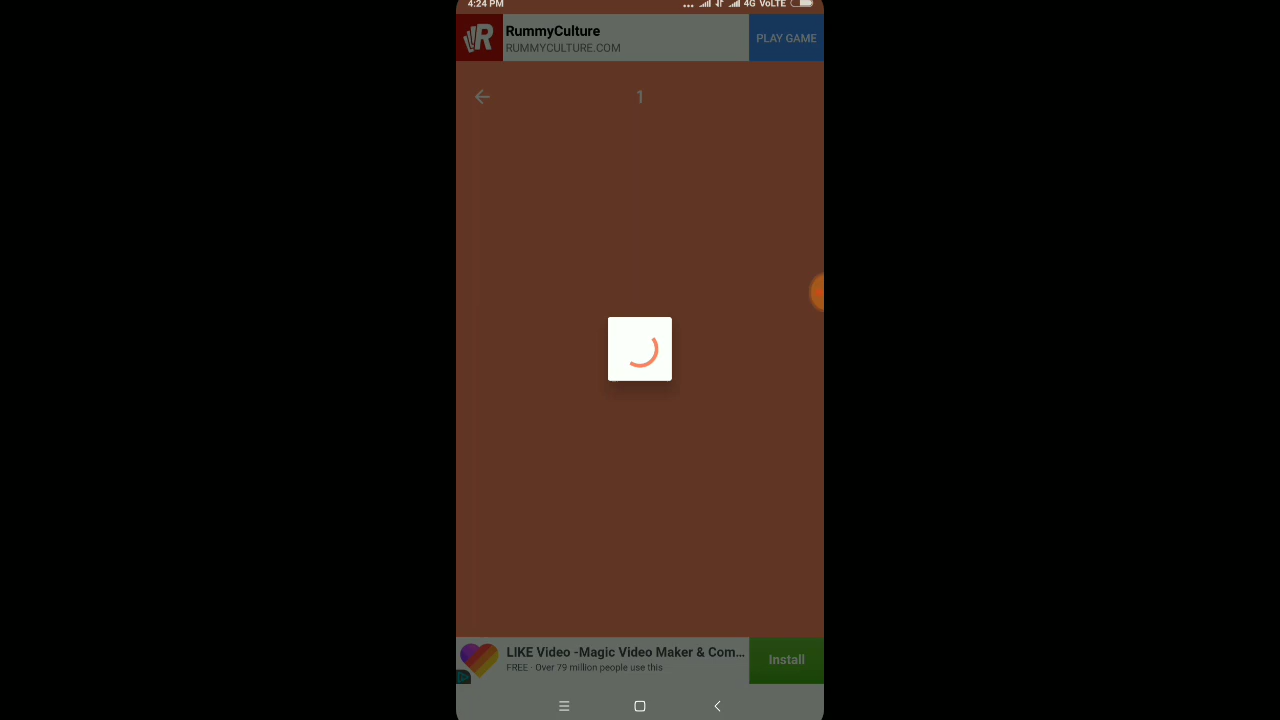 4:24 PM
4G VoLTE
R
RummyCulture
RUMMYCULTURE.COM
PLAY GAME
1
LIKE Video -Magic Video Maker & Com...
FREE · Over 79 million people use this
Install